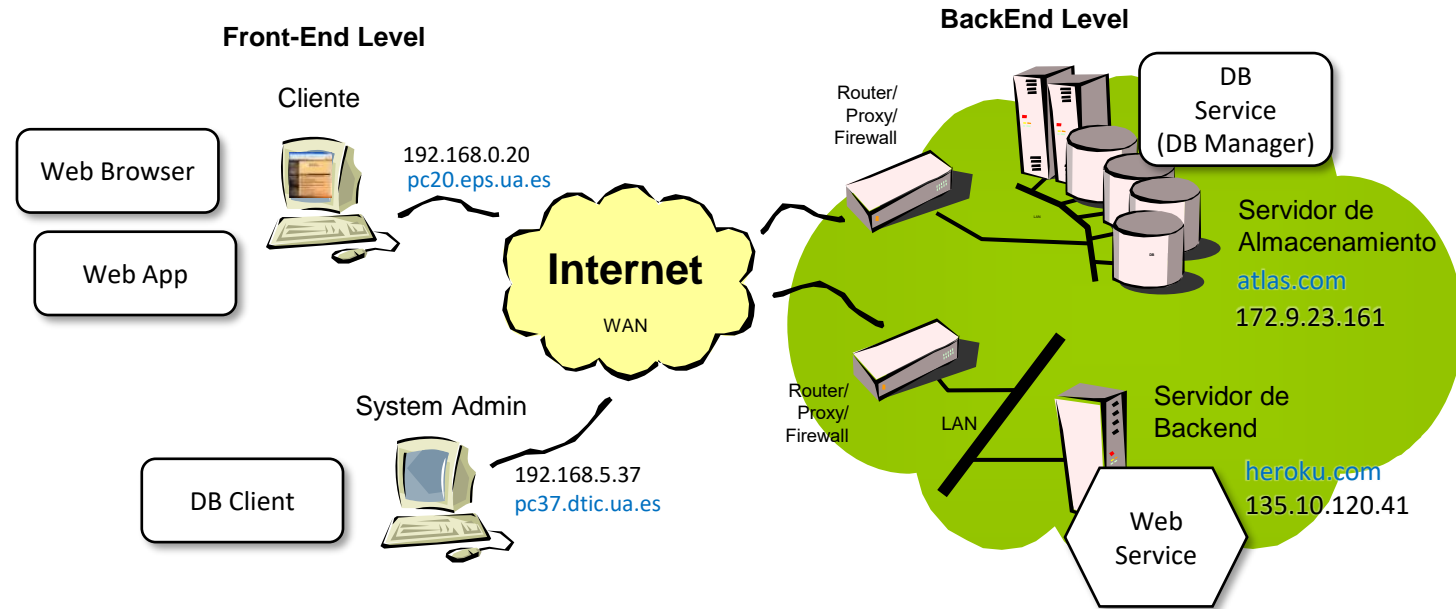 Front-End Level
BackEnd Level
Cliente
Web Browser
Web App
192.168.0.20
pc20.eps.ua.es
Internet
WAN
Router/
Proxy/
Firewall
DB
Service
(DB Manager)
Servidor de
Almacenamiento
atlas.com
172.9.23.161
System Admin
DB Client
192.168.5.37
pc37.dtic.ua.es
Router/
Proxy/
Firewall
LAN
Servidor de
Backend
heroku.com
135.10.120.41
Web
Service